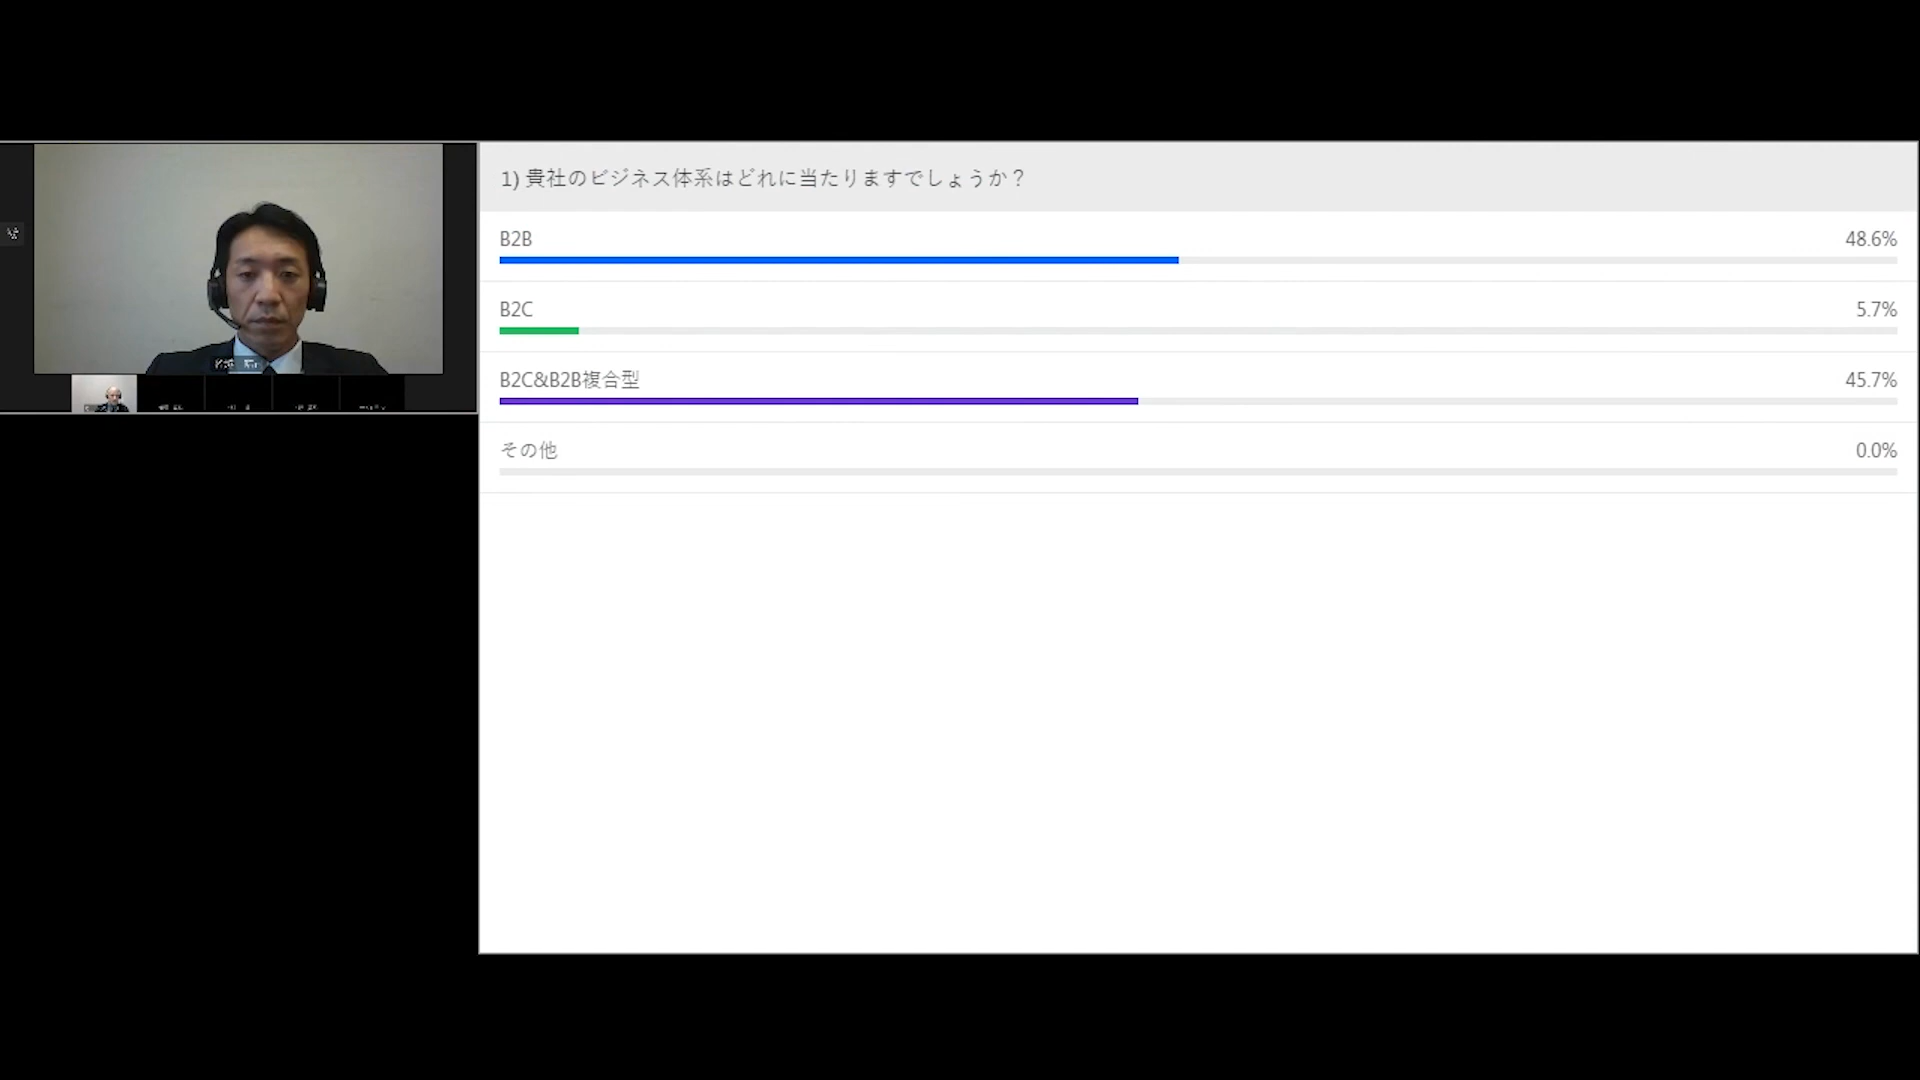 1) 貴社のビジネス体系はどれに当たりますでしょうか？
B2B 48.6%
B2C 5.7%
B2C&B2B複合型 45.7%
その他 0.0%